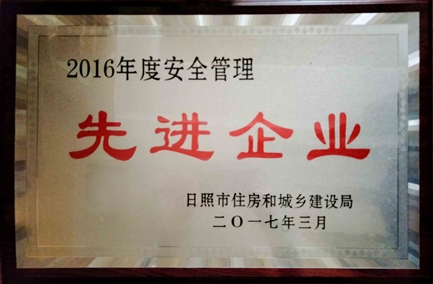 2016年度安全管理
先进企业
日照市住房和城乡建设局
二〇一七年三月